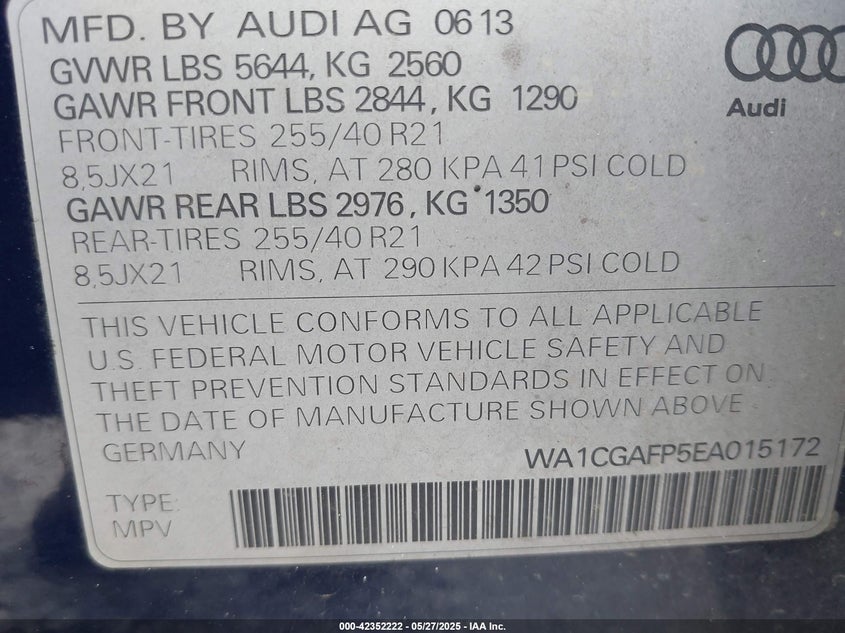 MFD. BY AUDI AG 06 13
GVWR LBS 5644, KG 2560
GAWR FRONT LBS 2844, KG 1290
FRONT-TIRES 255/40 R21
8,5JX21 RIMS, AT 280 KPA 41 PSI COLD
GAWR REAR LBS 2976, KG 1350
REAR-TIRES 255/40 R21
8,5JX21 RIMS, AT 290 KPA 42 PSI COLD
Audi
THIS VEHICLE CONFORMS TO ALL APPLICABLE
U.S. FEDERAL MOTOR VEHICLE SAFETY AND
THEFT PREVENTION STANDARDS IN EFFECT ON
THE DATE OF MANUFACTURE SHOWN ABOVE
GERMANY
WA1CGAFP5EA015172
TYPE:
MPV
000-42352222 - 05/27/2025 - IAA Inc.